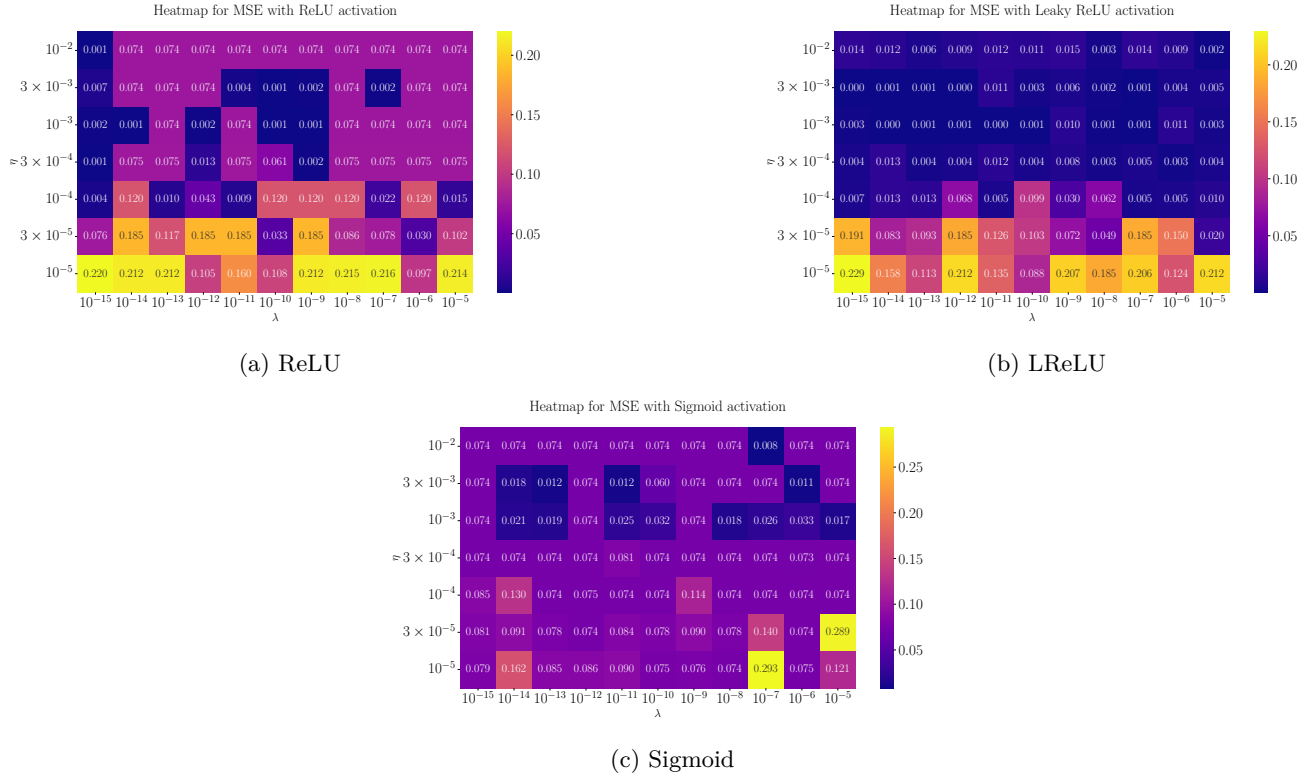 Heatmap for MSE with ReLU activation
10⁻² 0.001 0.074 0.074 0.074 0.074 0.074 0.074 0.074 0.074 0.074 0.074
3 × 10⁻³ 0.007 0.074 0.074 0.074 0.004 0.001 0.002 0.074 0.002 0.074 0.074
10⁻³ 0.002 0.001 0.074 0.002 0.074 0.001 0.001 0.074 0.074 0.074 0.074
η 3 × 10⁻⁴ 0.001 0.075 0.075 0.013 0.075 0.061 0.002 0.075 0.075 0.075 0.075
10⁻⁴ 0.004 0.120 0.010 0.043 0.009 0.120 0.120 0.120 0.022 0.120 0.015
3 × 10⁻⁵ 0.076 0.185 0.117 0.185 0.185 0.033 0.185 0.086 0.078 0.030 0.102
10⁻⁵ 0.220 0.212 0.212 0.105 0.160 0.108 0.212 0.215 0.216 0.097 0.214
10⁻¹⁵ 10⁻¹⁴ 10⁻¹³ 10⁻¹² 10⁻¹¹ 10⁻¹⁰ 10⁻⁹ 10⁻⁸ 10⁻⁷ 10⁻⁶ 10⁻⁵
λ
0.20
0.15
0.10
0.05
(a) ReLU
Heatmap for MSE with Leaky ReLU activation
10⁻² 0.014 0.012 0.006 0.009 0.012 0.011 0.015 0.003 0.014 0.009 0.002
3 × 10⁻³ 0.000 0.001 0.001 0.000 0.011 0.003 0.006 0.002 0.001 0.004 0.005
10⁻³ 0.003 0.000 0.001 0.001 0.000 0.001 0.010 0.001 0.001 0.011 0.003
η 3 × 10⁻⁴ 0.004 0.013 0.004 0.004 0.012 0.004 0.008 0.003 0.005 0.003 0.004
10⁻⁴ 0.007 0.013 0.013 0.068 0.005 0.099 0.030 0.062 0.005 0.005 0.010
3 × 10⁻⁵ 0.191 0.083 0.093 0.185 0.126 0.103 0.072 0.049 0.185 0.150 0.020
10⁻⁵ 0.229 0.158 0.113 0.212 0.135 0.088 0.207 0.185 0.206 0.124 0.212
10⁻¹⁵ 10⁻¹⁴ 10⁻¹³ 10⁻¹² 10⁻¹¹ 10⁻¹⁰ 10⁻⁹ 10⁻⁸ 10⁻⁷ 10⁻⁶ 10⁻⁵
λ
0.20
0.15
0.10
0.05
(b) LReLU
Heatmap for MSE with Sigmoid activation
10⁻² 0.074 0.074 0.074 0.074 0.074 0.074 0.074 0.074 0.008 0.074 0.074
3 × 10⁻³ 0.074 0.018 0.012 0.074 0.012 0.060 0.074 0.074 0.074 0.011 0.074
10⁻³ 0.074 0.021 0.019 0.074 0.025 0.032 0.074 0.018 0.026 0.033 0.017
η 3 × 10⁻⁴ 0.074 0.074 0.074 0.074 0.081 0.074 0.074 0.074 0.074 0.073 0.074
10⁻⁴ 0.085 0.130 0.074 0.075 0.074 0.074 0.114 0.074 0.074 0.074 0.074
3 × 10⁻⁵ 0.081 0.091 0.078 0.074 0.084 0.078 0.090 0.078 0.140 0.074 0.289
10⁻⁵ 0.079 0.162 0.085 0.086 0.090 0.075 0.076 0.074 0.293 0.075 0.121
10⁻¹⁵ 10⁻¹⁴ 10⁻¹³ 10⁻¹² 10⁻¹¹ 10⁻¹⁰ 10⁻⁹ 10⁻⁸ 10⁻⁷ 10⁻⁶ 10⁻⁵
λ
0.25
0.20
0.15
0.10
0.05
(c) Sigmoid